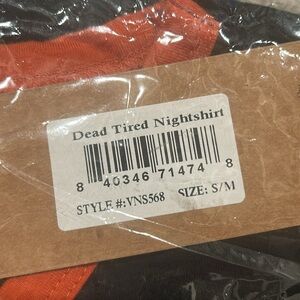 Dead Tired Nightshirt
8 40346 71474 8
STYLE #:VNS568 SIZE: S/M